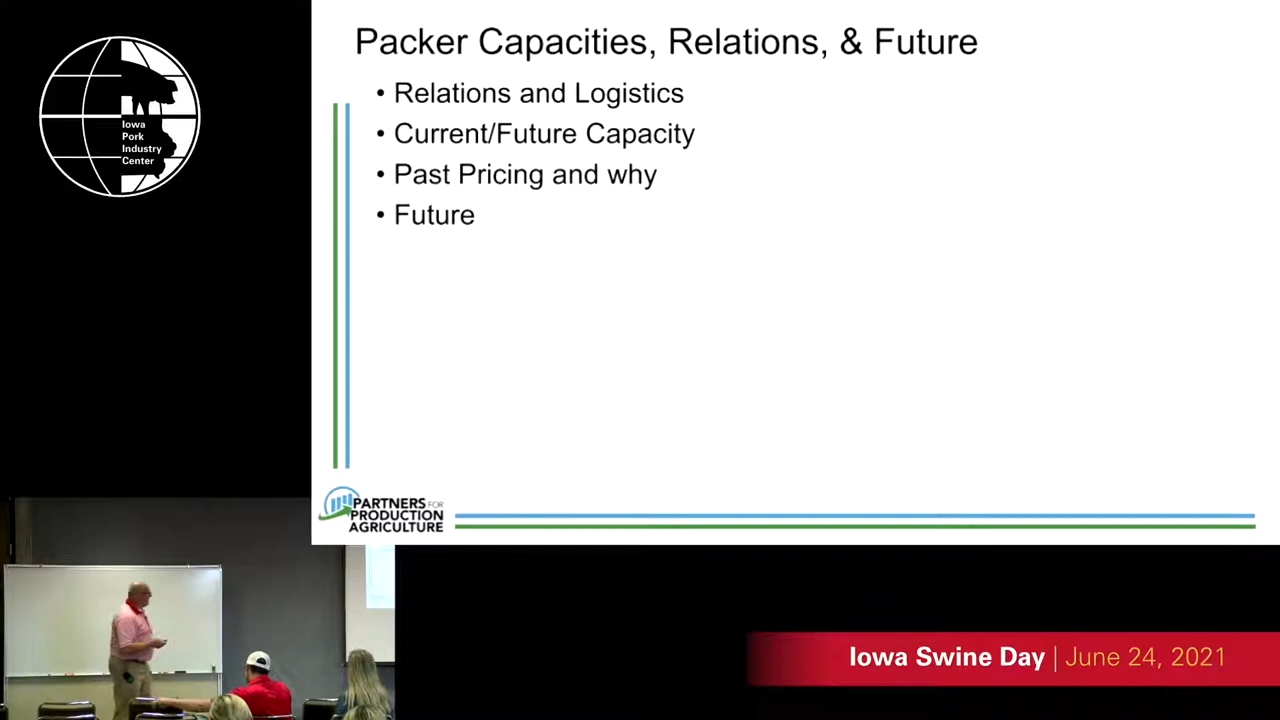 Packer Capacities, Relations, & Future
• Relations and Logistics
• Current/Future Capacity
• Past Pricing and why
• Future
Iowa
Pork
Industry
Center
PARTNERS FOR
PRODUCTION
AGRICULTURE
Iowa Swine Day | June 24, 2021